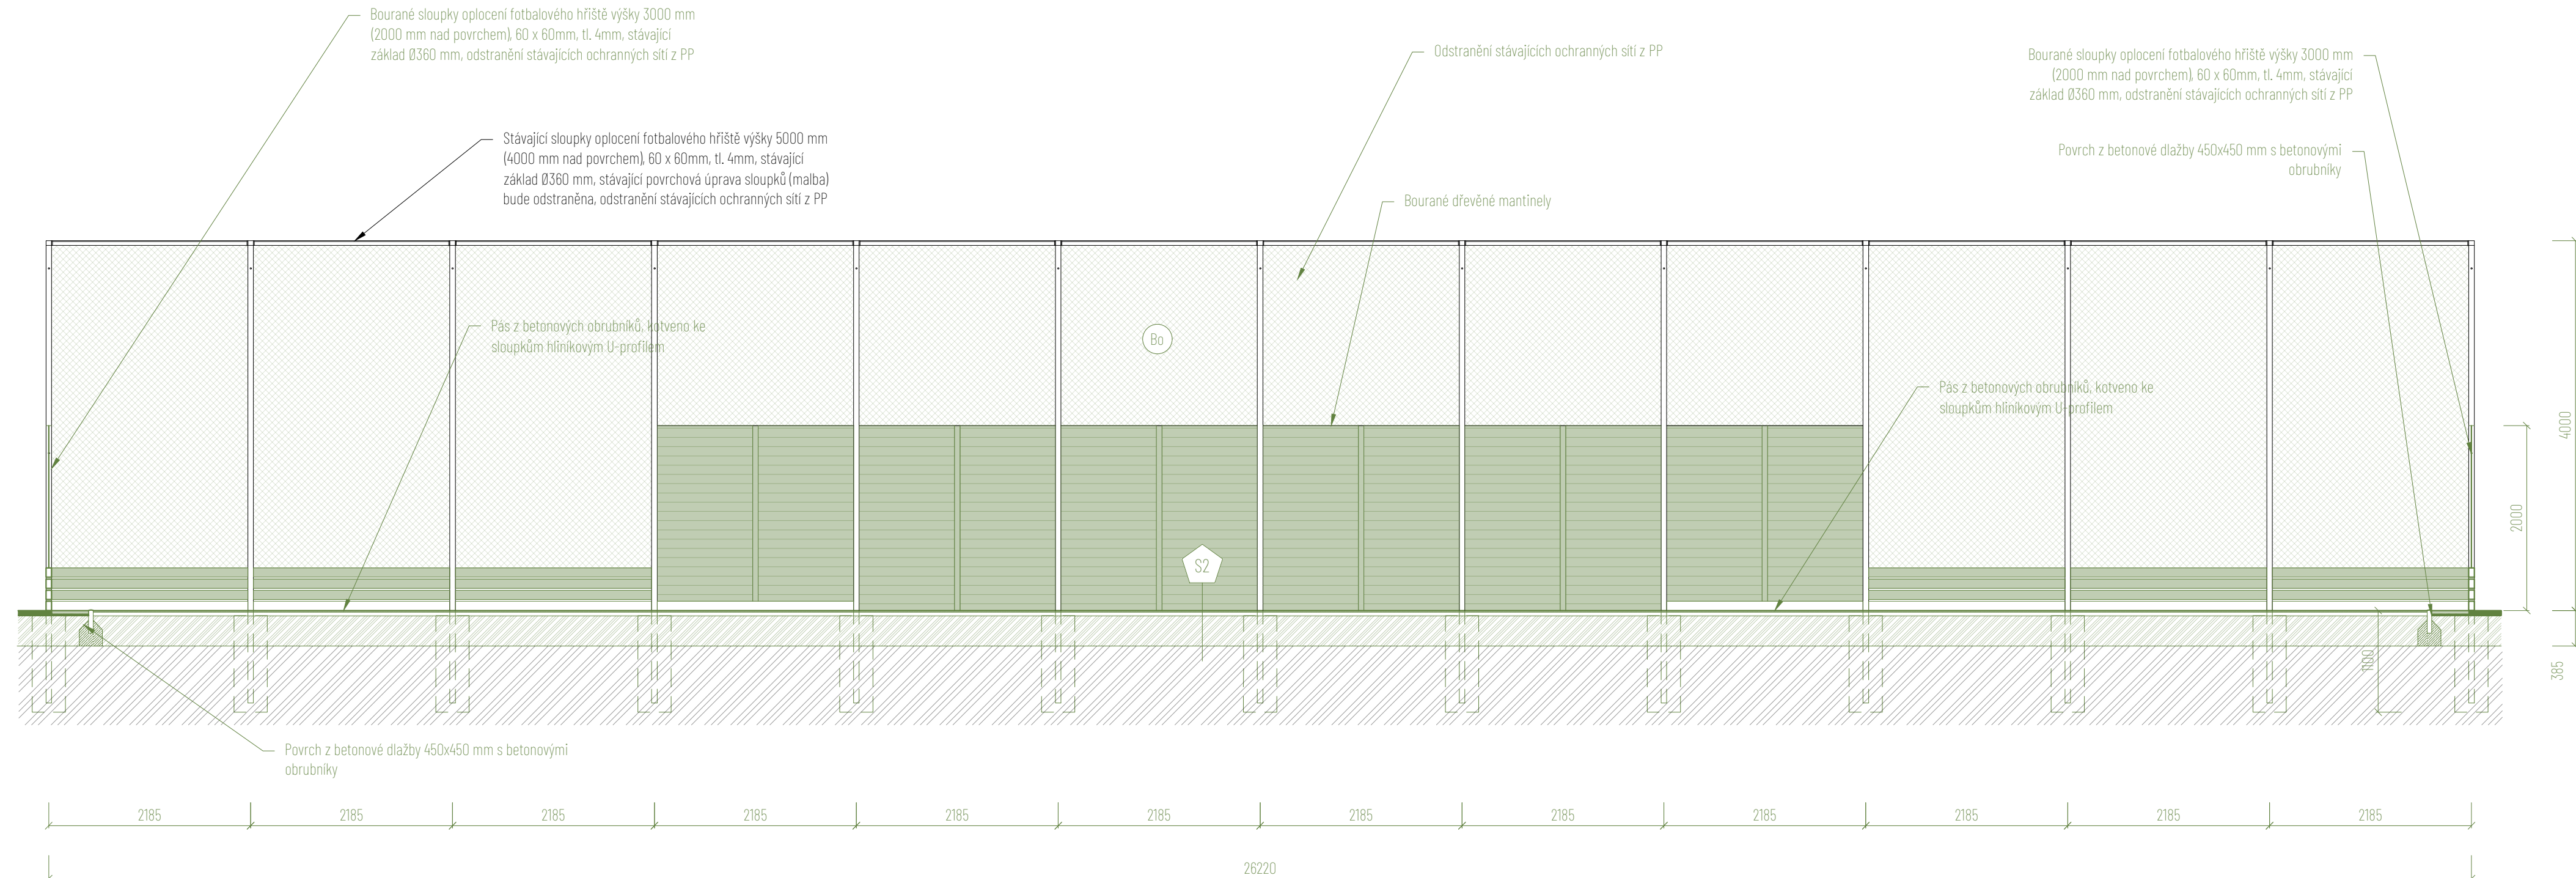 Bourané sloupky oplocení fotbalového hřiště výšky 3000 mm
(2000 mm nad povrchem), 60 x 60mm, tl. 4mm, stávající
základ Ø360 mm, odstranění stávajících ochranných sítí z PP
Odstranění stávajících ochranných sítí z PP
Bourané sloupky oplocení fotbalového hřiště výšky 3000 mm
(2000 mm nad povrchem), 60 x 60mm, tl. 4mm, stávající
základ Ø360 mm, odstranění stávajících ochranných sítí z PP
Stávající sloupky oplocení fotbalového hřiště výšky 5000 mm
(4000 mm nad povrchem), 60 x 60mm, tl. 4mm, stávající
základ Ø360 mm, stávající povrchová úprava sloupků (malba)
bude odstraněna, odstranění stávajících ochranných sítí z PP
Povrch z betonové dlažby 450x450 mm s betonovými
obrubníky
Bourané dřevěné mantinely
Pás z betonových obrubníků, kotveno ke
sloupkům hliníkovým U-profilem
Bo
Pás z betonových obrubníků, kotveno ke
sloupkům hliníkovým U-profilem
4000
2000
S2
1100
385
Povrch z betonové dlažby 450x450 mm s betonovými
obrubníky
2185
2185
2185
2185
2185
2185
2185
2185
2185
2185
2185
2185
26220